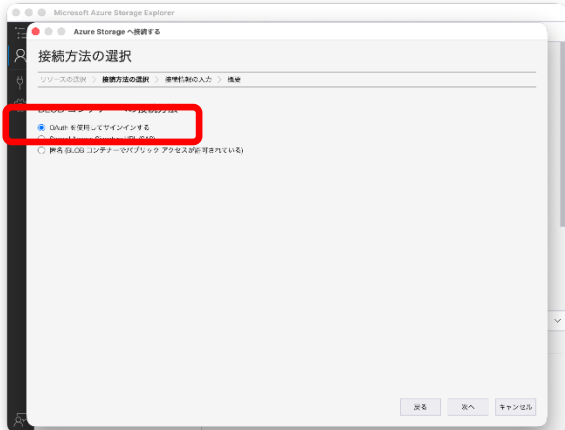 Microsoft Azure Storage Explorer
Azure Storage へ接続する
接続方法の選択
リソースの選択 > 接続方法の選択 > 接続情報の入力 > 概要
OAuth を使用してサインインする
匿名 (BLOB コンテナーでパブリック アクセスが許可されている)
戻る 次へ キャンセル